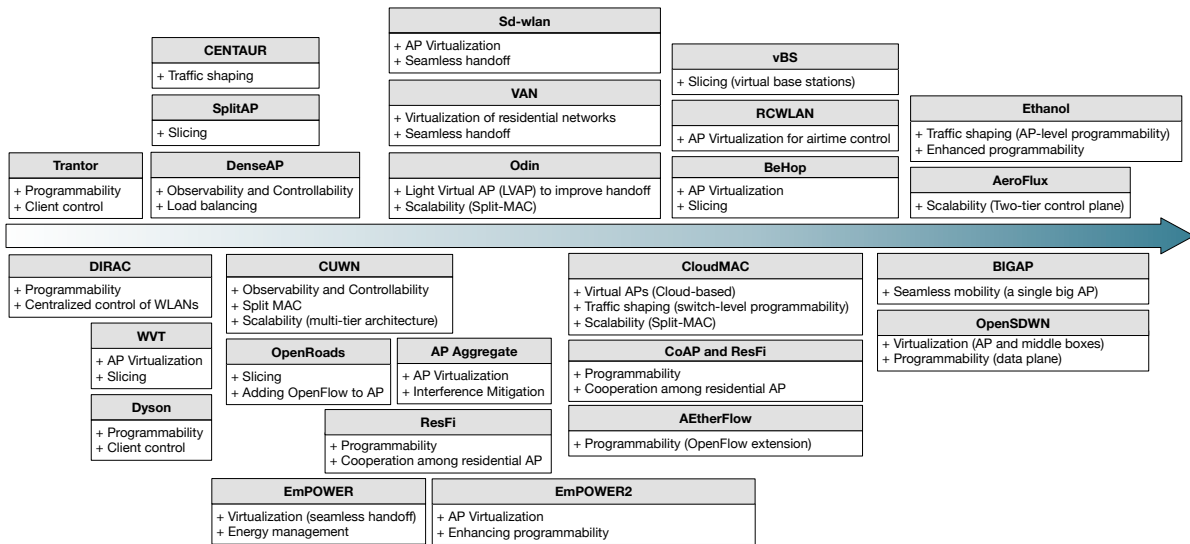 Sd-wlan
+ AP Virtualization
+ Seamless handoff
CENTAUR
+ Traffic shaping
vBS
+ Slicing (virtual base stations)
VAN
+ Virtualization of residential networks
+ Seamless handoff
SplitAP
+ Slicing
RCWLAN
+ AP Virtualization for airtime control
Ethanol
+ Traffic shaping (AP-level programmability)
+ Enhanced programmability
Trantor
+ Programmability
+ Client control
DenseAP
+ Observability and Controllability
+ Load balancing
Odin
+ Light Virtual AP (LVAP) to improve handoff
+ Scalability (Split-MAC)
BeHop
+ AP Virtualization
+ Slicing
AeroFlux
+ Scalability (Two-tier control plane)
DIRAC
+ Programmability
+ Centralized control of WLANs
CUWN
+ Observability and Controllability
+ Split MAC
+ Scalability (multi-tier architecture)
CloudMAC
+ Virtual APs (Cloud-based)
+ Traffic shaping (switch-level programmability)
+ Scalability (Split-MAC)
BIGAP
+ Seamless mobility (a single big AP)
WVT
+ AP Virtualization
+ Slicing
OpenSDWN
+ Virtualization (AP and middle boxes)
+ Programmability (data plane)
OpenRoads
+ Slicing
+ Adding OpenFlow to AP
AP Aggregate
+ AP Virtualization
+ Interference Mitigation
CoAP and ResFi
+ Programmability
+ Cooperation among residential AP
Dyson
+ Programmability
+ Client control
ResFi
+ Programmability
+ Cooperation among residential AP
AEtherFlow
+ Programmability (OpenFlow extension)
EmPOWER
+ Virtualization (seamless handoff)
+ Energy management
EmPOWER2
+ AP Virtualization
+ Enhancing programmability